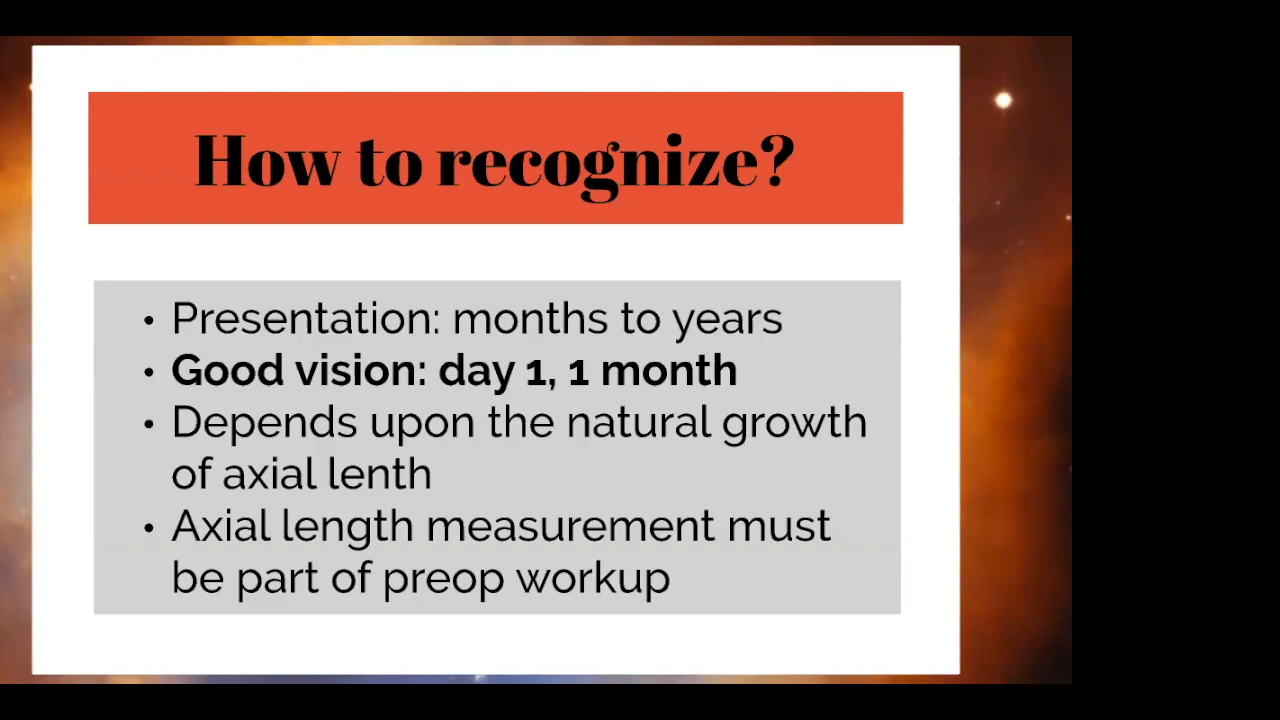 How to recognize?
• Presentation: months to years
• Good vision: day 1, 1 month
• Depends upon the natural growth
of axial lenth
• Axial length measurement must
be part of preop workup